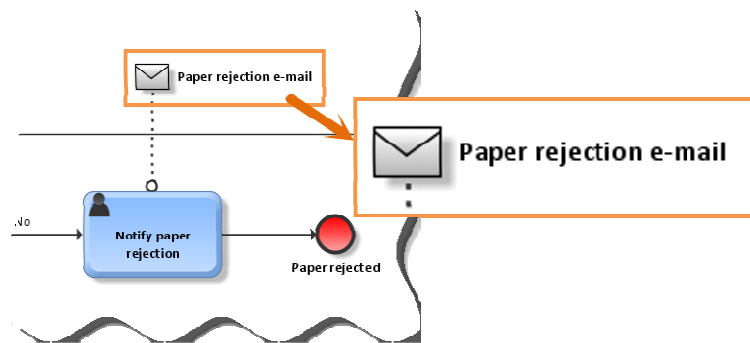 Paper rejection e-mail
Paper rejection e-mail
No
Notify paper
rejection
Paper rejected